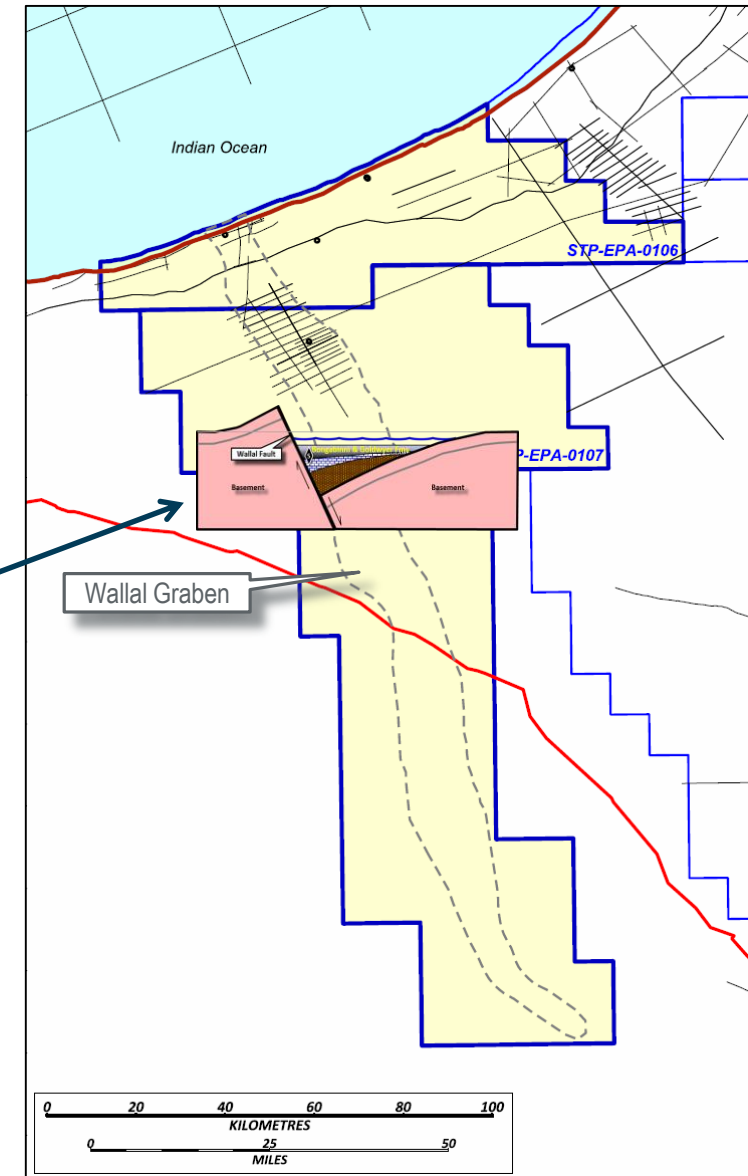 Indian Ocean
STP-EPA-0106
P-EPA-0107
Wallal Fault
Basement
Basement
Wallal Graben
0 20 40 60 80 100
KILOMETRES
0 25 50
MILES